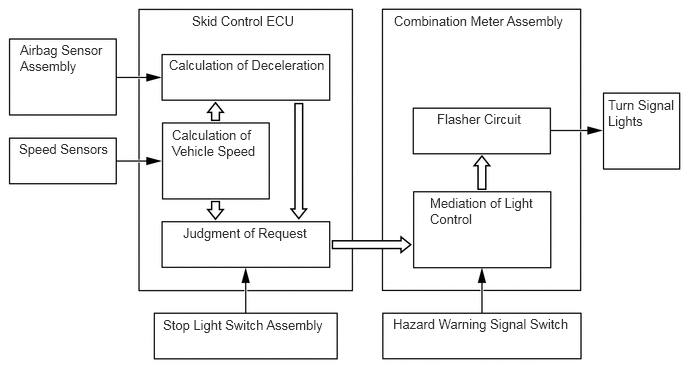 Skid Control ECU
Combination Meter Assembly
Airbag Sensor
Assembly
Calculation of Deceleration
Turn Signal
Lights
Flasher Circuit
Speed Sensors
Calculation of
Vehicle Speed
Mediation of Light
Control
Judgment of Request
Stop Light Switch Assembly
Hazard Warning Signal Switch